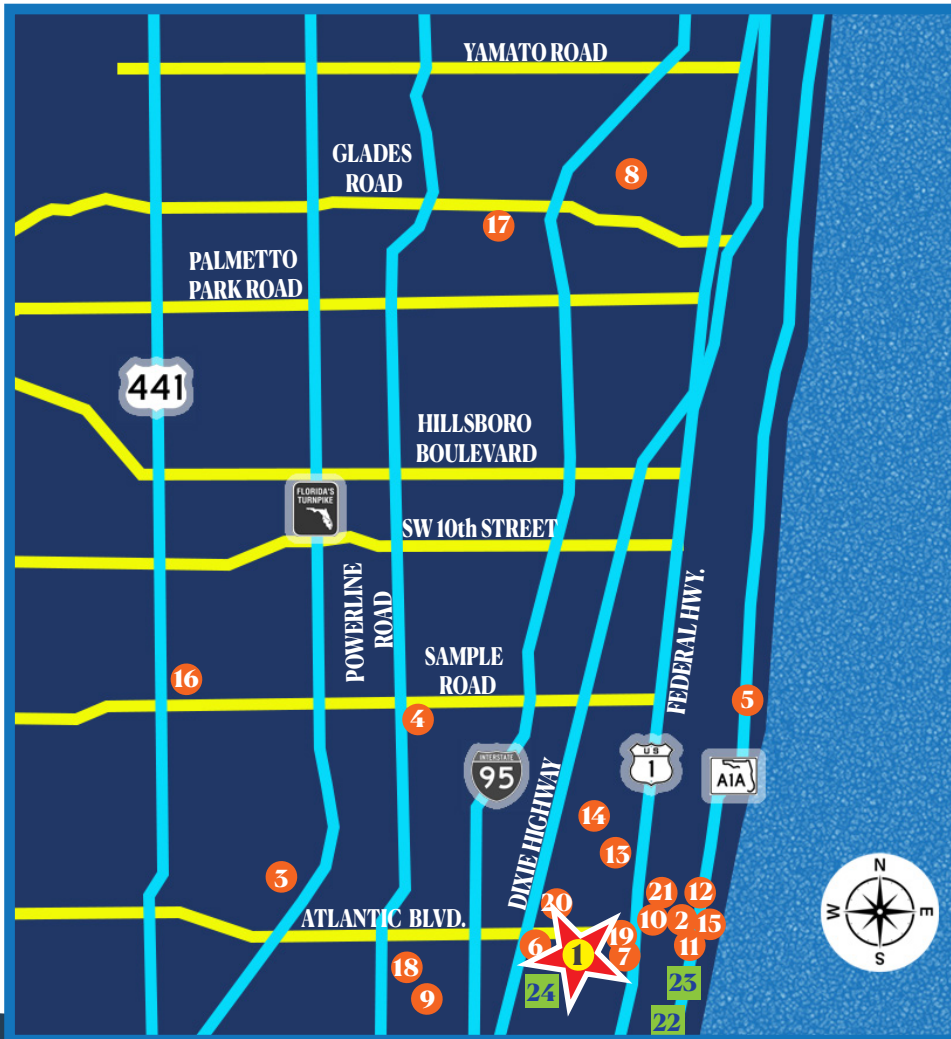 YAMATO ROAD
GLADES
ROAD
8
17
PALMETTO
PARK ROAD
441
HILLSBORO
BOULEVARD
FLORIDA'S
TURNPIKE
SW 10th STREET
POWERLINE
ROAD
FEDERAL HWY.
SAMPLE
ROAD
16
4
5
INTERSTATE
95
US
1
A1A
DIXIE HIGHWAY
14
13
3
20
21
12
ATLANTIC BLVD.
10
2
15
19
6
1
7
11
18
9
24
23
22
N
W
E
S